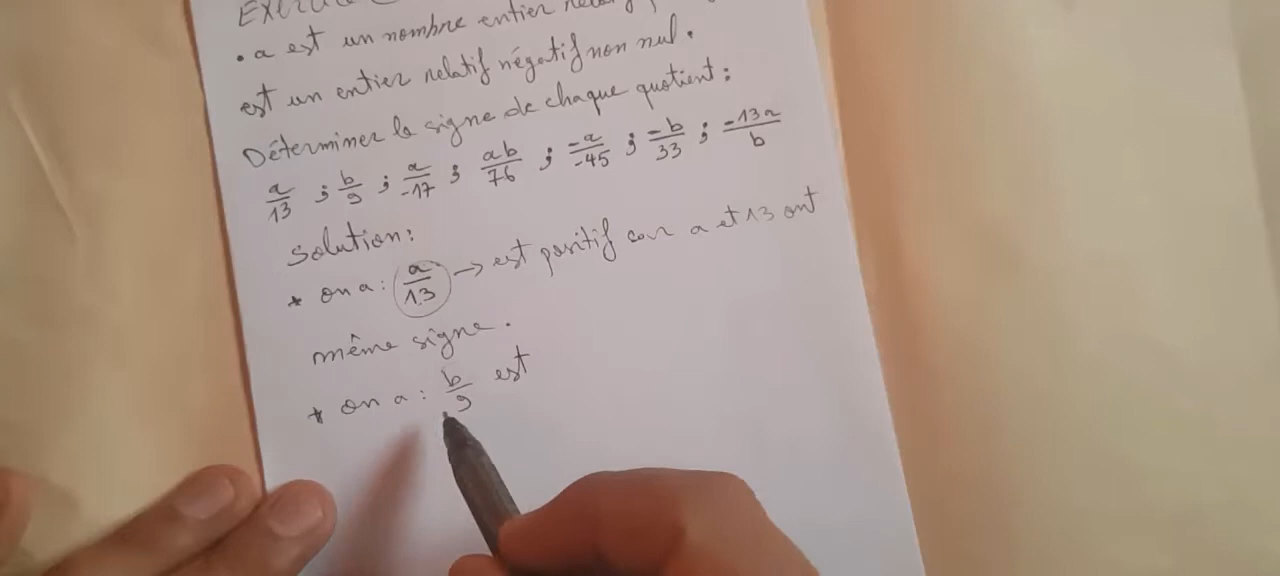 . a est un nombre entier
est un entier relatif négatif non nul.
Déterminer le signe de chaque quotient:
a/13 ; b/9 ; a/-17 ; ab/76 ; -a/-45 ; -b/33 ; -13a/b
Solution:
* on a: a/13 → est positif car a et 13 ont
même signe.
* on a: b/9 est